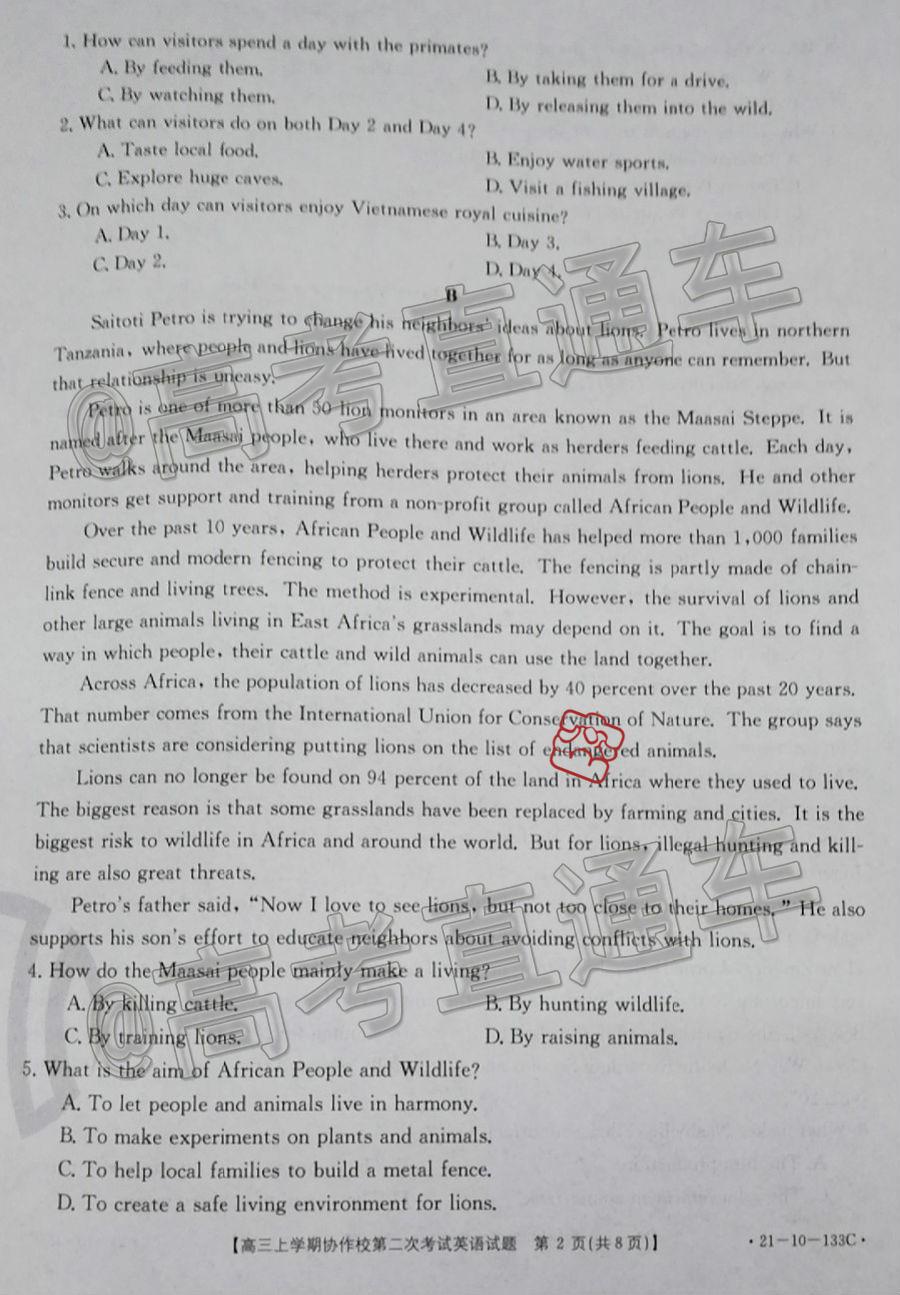 1. How can visitors spend a day with the primates?
A. By feeding them.
B. By taking them for a drive.
C. By watching them.
D. By releasing them into the wild.
2. What can visitors do on both Day 2 and Day 4?
A. Taste local food.
B. Enjoy water sports.
C. Explore huge caves.
D. Visit a fishing village.
3. On which day can visitors enjoy Vietnamese royal cuisine?
A. Day 1.
B. Day 3.
C. Day 2.
D. Day 4.
B
Saitoti Petro is trying to change his neighbors' ideas about lions. Petro lives in northern
Tanzania, where people and lions have lived together for as long as anyone can remember. But
that relationship is uneasy.
Petro is one of more than 50 lion monitors in an area known as the Maasai Steppe. It is
named after the Maasai people, who live there and work as herders feeding cattle. Each day,
Petro walks around the area, helping herders protect their animals from lions. He and other
monitors get support and training from a non-profit group called African People and Wildlife.
Over the past 10 years, African People and Wildlife has helped more than 1,000 families
build secure and modern fencing to protect their cattle. The fencing is partly made of chain-
link fence and living trees. The method is experimental. However, the survival of lions and
other large animals living in East Africa's grasslands may depend on it. The goal is to find a
way in which people, their cattle and wild animals can use the land together.
Across Africa, the population of lions has decreased by 40 percent over the past 20 years.
That number comes from the International Union for Conservation of Nature. The group says
that scientists are considering putting lions on the list of endangered animals.
Lions can no longer be found on 94 percent of the land in Africa where they used to live.
The biggest reason is that some grasslands have been replaced by farming and cities. It is the
biggest risk to wildlife in Africa and around the world. But for lions, illegal hunting and kill-
ing are also great threats.
Petro's father said, "Now I love to see lions, but not too close to their homes." He also
supports his son's effort to educate neighbors about avoiding conflicts with lions.
4. How do the Maasai people mainly make a living?
A. By killing cattle.
B. By hunting wildlife.
C. By training lions.
D. By raising animals.
5. What is the aim of African People and Wildlife?
A. To let people and animals live in harmony.
B. To make experiments on plants and animals.
C. To help local families to build a metal fence.
D. To create a safe living environment for lions.
【高三上学期协作校第二次考试英语试题 第 2 页(共 8 页)】
·21-10-133C·
@高考直通车
@高考直通车